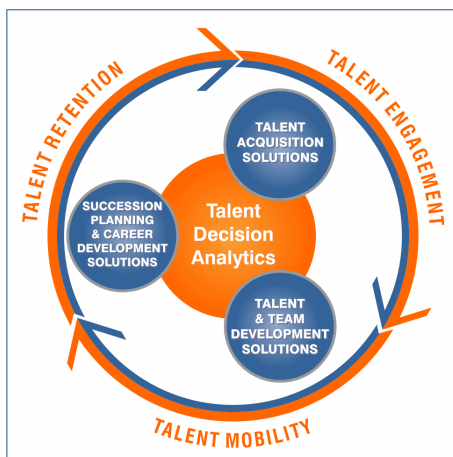 TALENT RETENTION
TALENT ENGAGEMENT
TALENT
ACQUISITION
SOLUTIONS
SUCCESSION
PLANNING
& CAREER
DEVELOPMENT
SOLUTIONS
Talent
Decision
Analytics
TALENT
& TEAM
DEVELOPMENT
SOLUTIONS
TALENT MOBILITY